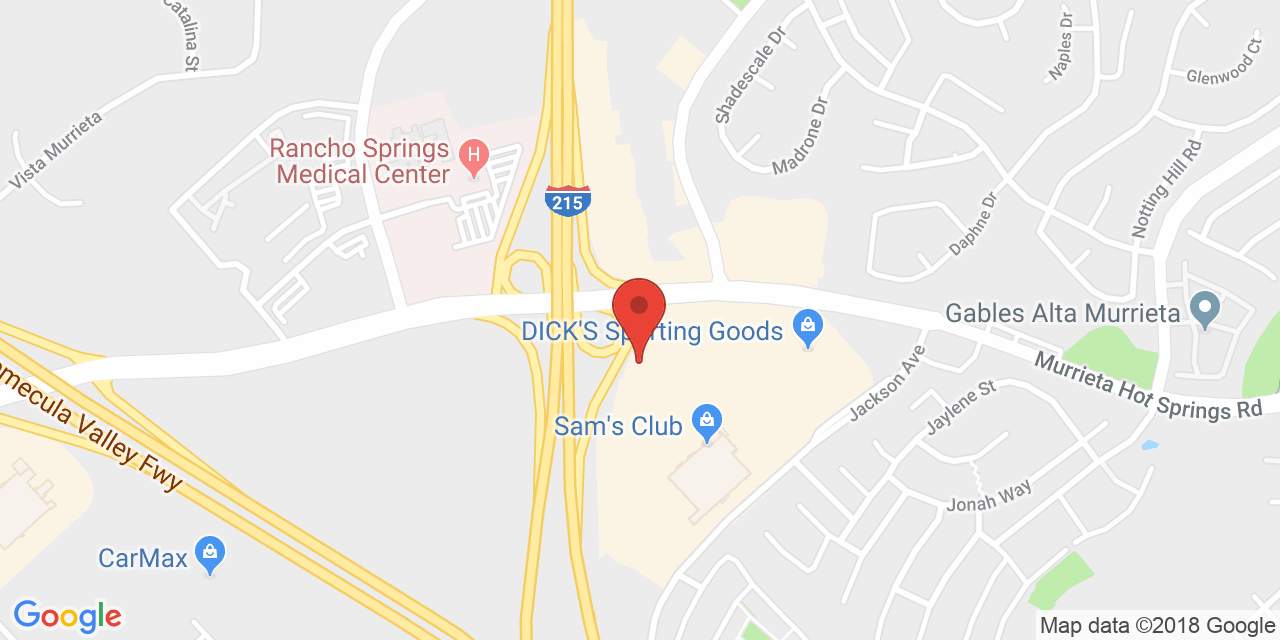 Catalina St
Shadescale Dr
Naples Dr
Glenwood Ct
Vista Murrieta
Rancho Springs
Medical Center
H
Madrone Dr
Notting Hill Rd
215
Daphne Dr
Gables Alta Murrieta
DICK'S Sporting Goods
Murrieta Hot Springs Rd
Jackson Ave
Jaylene St
mecula Valley Fwy
Sam's Club
Jonah Way
CarMax
Google
Map data ©2018 Google